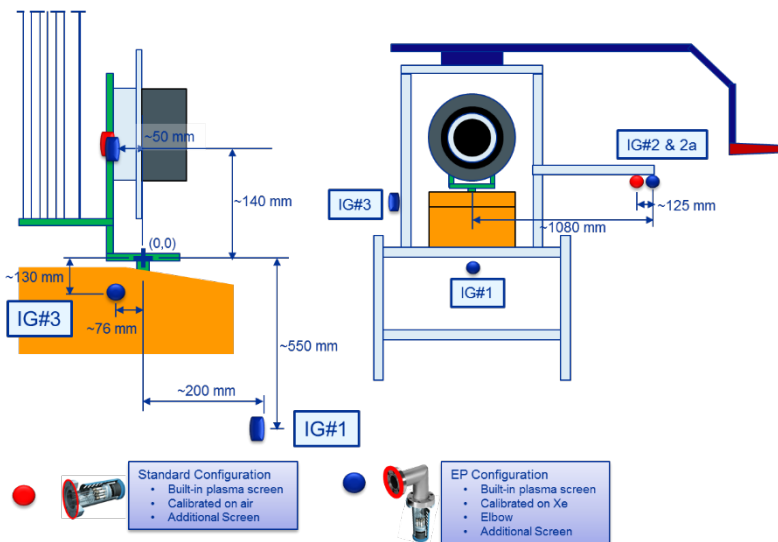 ~50 mm
~140 mm
(0,0)
~130 mm
IG#3
~76 mm
~550 mm
~200 mm
IG#1
IG#2 & 2a
IG#3
~125 mm
~1080 mm
IG#1
Standard Configuration
• Built-in plasma screen
• Calibrated on air
• Additional Screen
EP Configuration
• Built-in plasma screen
• Calibrated on Xe
• Elbow
• Additional Screen